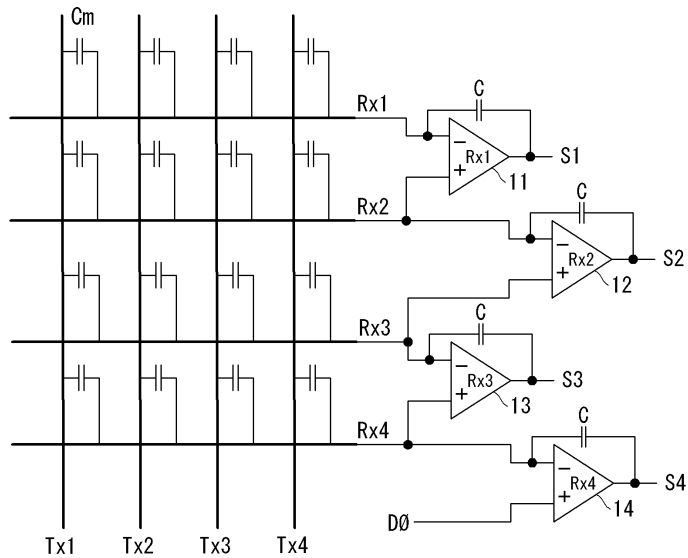 Cm
C
Rx1
−
Rx1
+
S1
11
C
Rx2
−
Rx2
+
S2
12
C
Rx3
−
Rx3
+
S3
13
C
Rx4
−
Rx4
+
S4
14
DØ
Tx1 Tx2 Tx3 Tx4